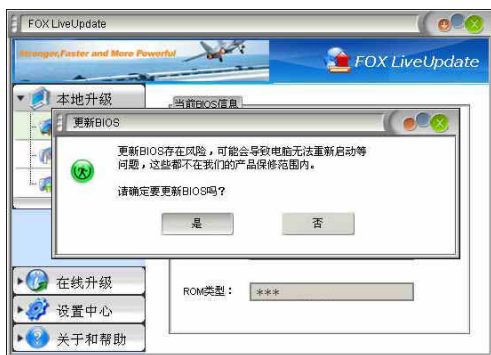 FOX LiveUpdate
Stronger,Faster and More Powerful
FOX LiveUpdate
本地升级
当前BIOS信息
更新BIOS
更新BIOS存在风险，可能会导致电脑无法重新启动等
问题，这些都不在我们的产品保修范围内。
请确定要更新BIOS吗？
是
否
在线升级
ROM类型： ***
设置中心
关于和帮助